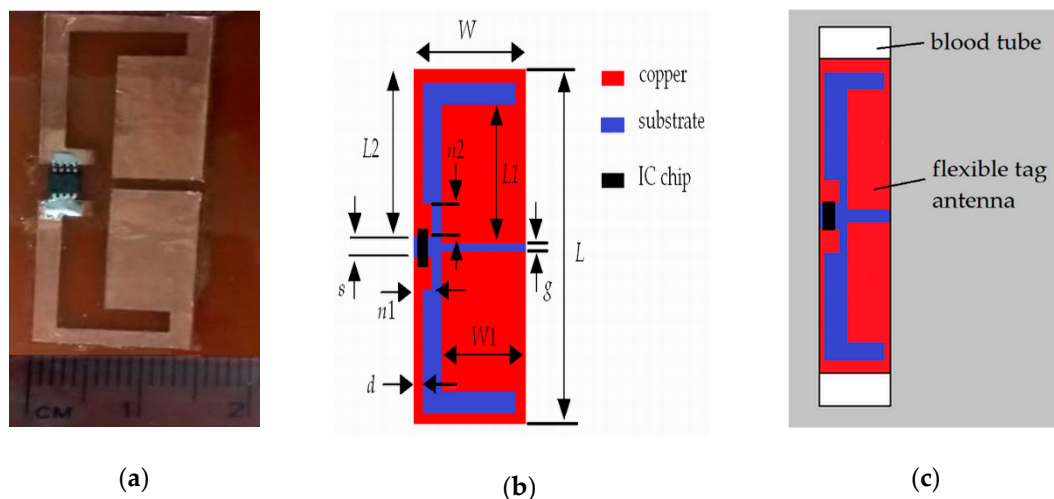 CM 1 2
(a)
W
L2
n2
L1
L
s
n1
g
W1
d
copper
substrate
IC chip
(b)
blood tube
flexible tag
antenna
(c)